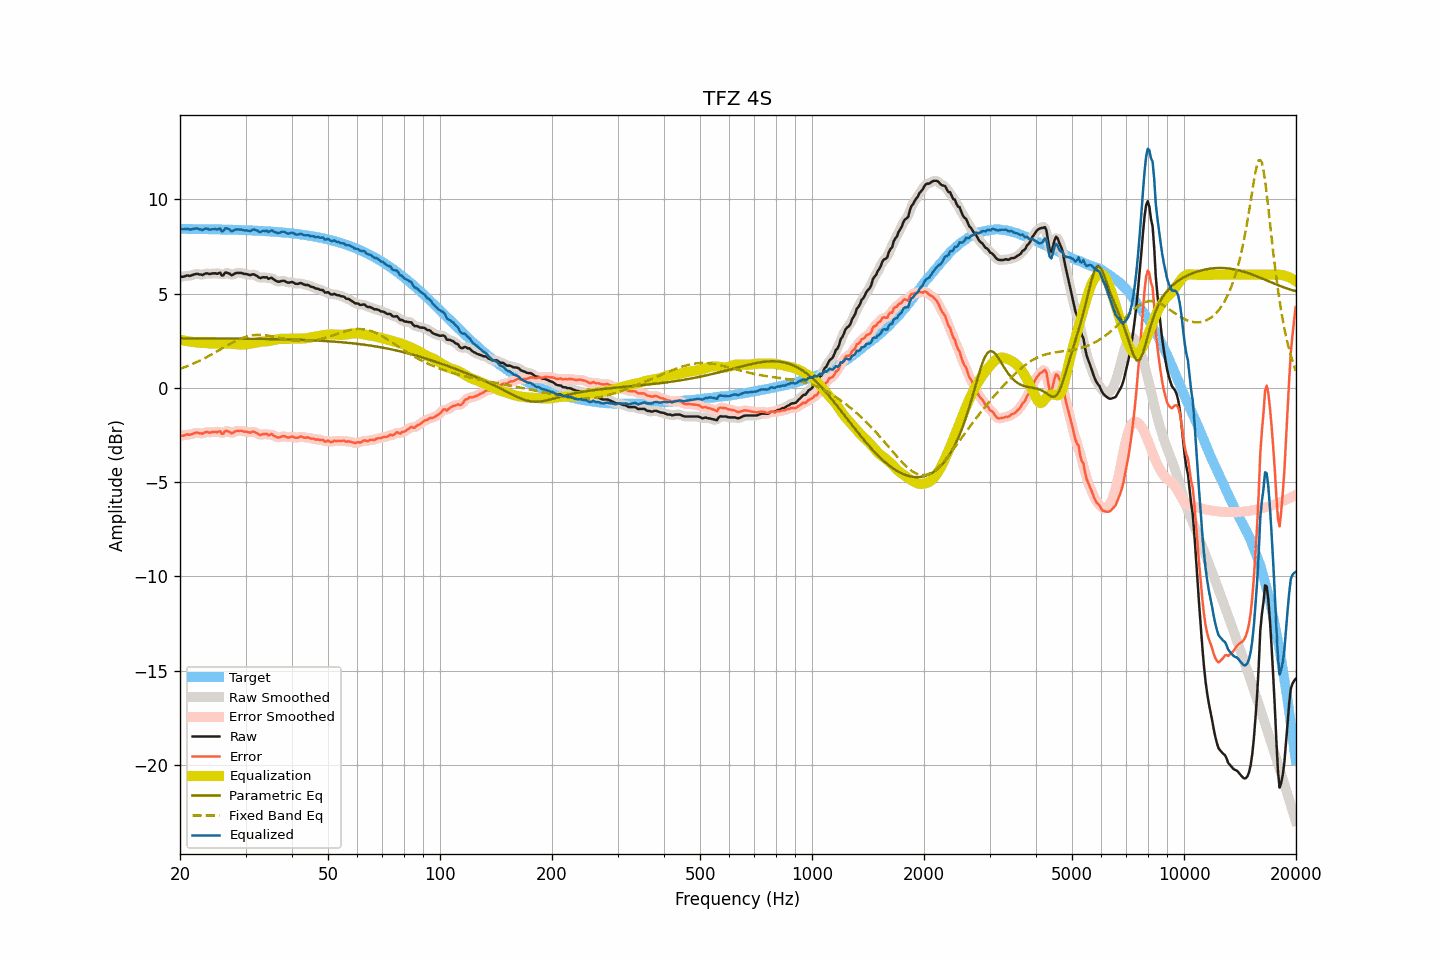 TFZ 4S
10
5
0
−5
−10
−15
−20
Amplitude (dBr)
Target
Raw Smoothed
Error Smoothed
Raw
Error
Equalization
Parametric Eq
Fixed Band Eq
Equalized
20 50 100 200 500 1000 2000 5000 10000 20000
Frequency (Hz)